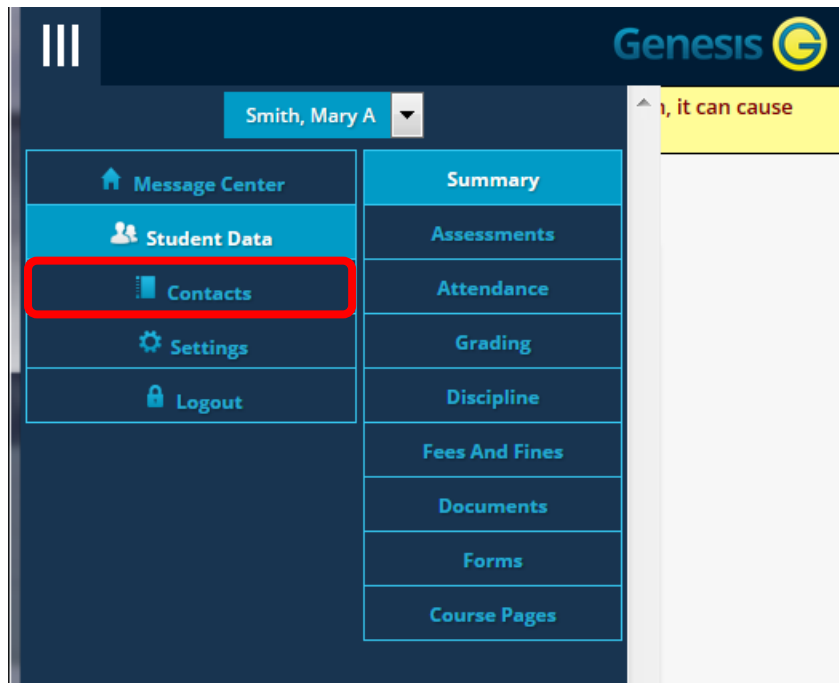 Genesis G
Smith, Mary A
, it can cause
Message Center
Student Data
Contacts
Settings
Logout
Summary
Assessments
Attendance
Grading
Discipline
Fees And Fines
Documents
Forms
Course Pages